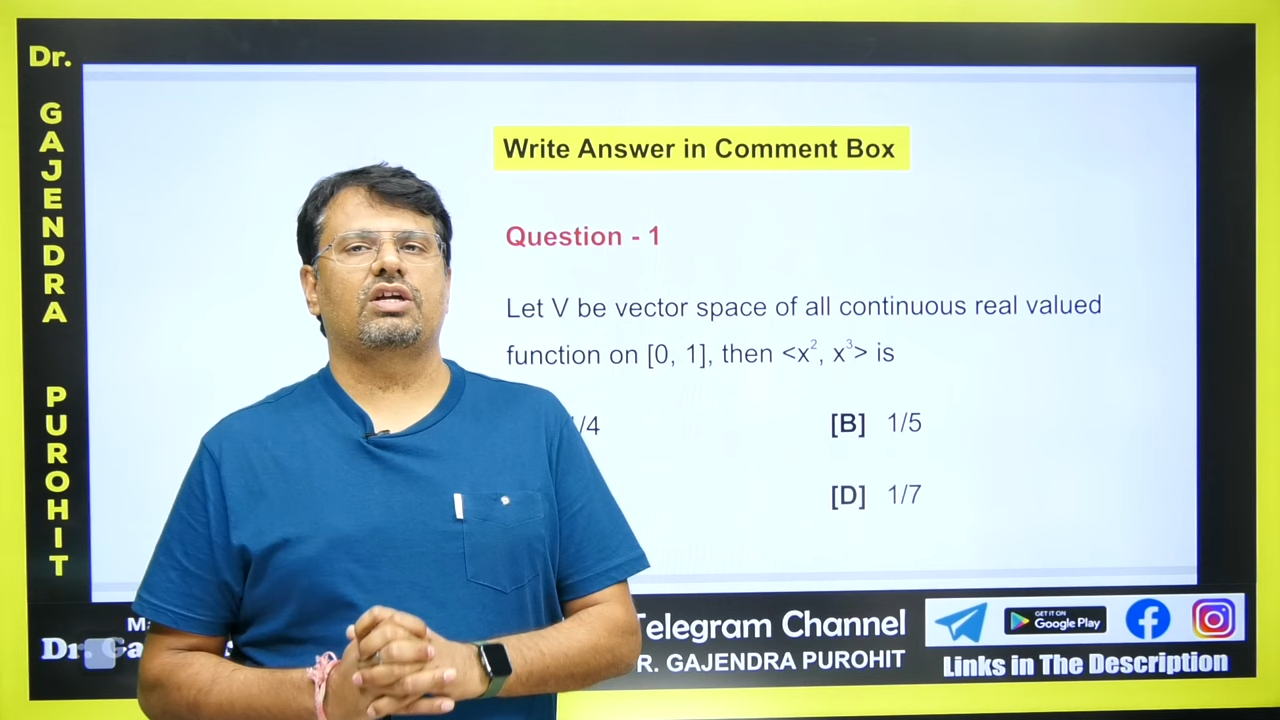 Dr.
GAJENDRA
PUROHIT
Write Answer in Comment Box
Question - 1
Let V be vector space of all continuous real valued
function on [0, 1], then <x², x³> is
/4
[B] 1/5
[D] 1/7
Telegram Channel
R. GAJENDRA PUROHIT
GET IT ON
Google Play
Links in The Description